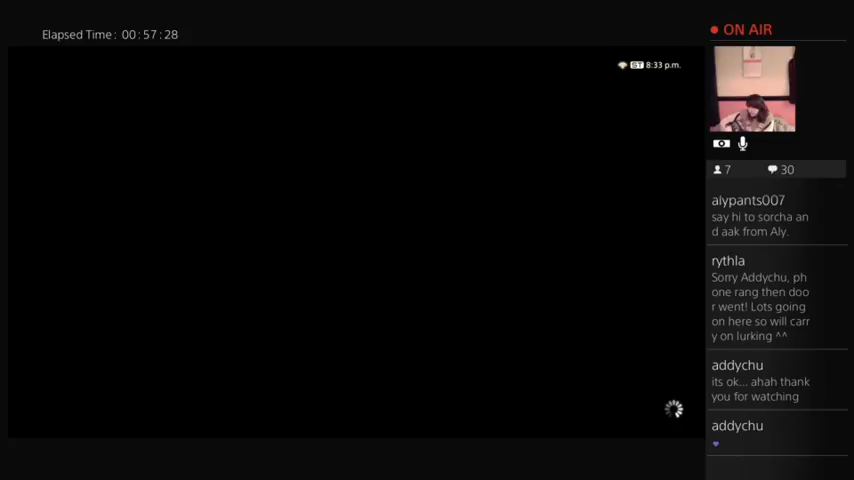 Elapsed Time: 00:57:28
ON AIR
ST 8:33 p.m.
7 30
alypants007
say hi to sorcha an
d aak from Aly.
rythla
Sorry Addychu, ph
one rang then doo
r went! Lots going
on here so will carr
y on lurking ^^
addychu
its ok... ahah thank
you for watching
addychu
♥